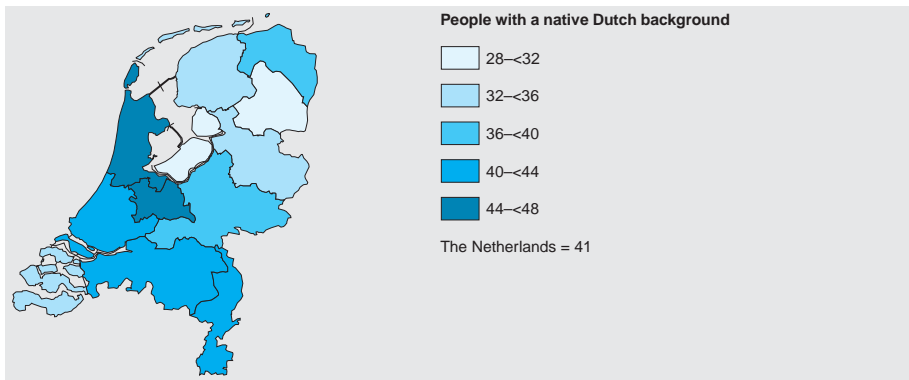 People with a native Dutch background
28–<32
32–<36
36–<40
40–<44
44–<48
The Netherlands = 41